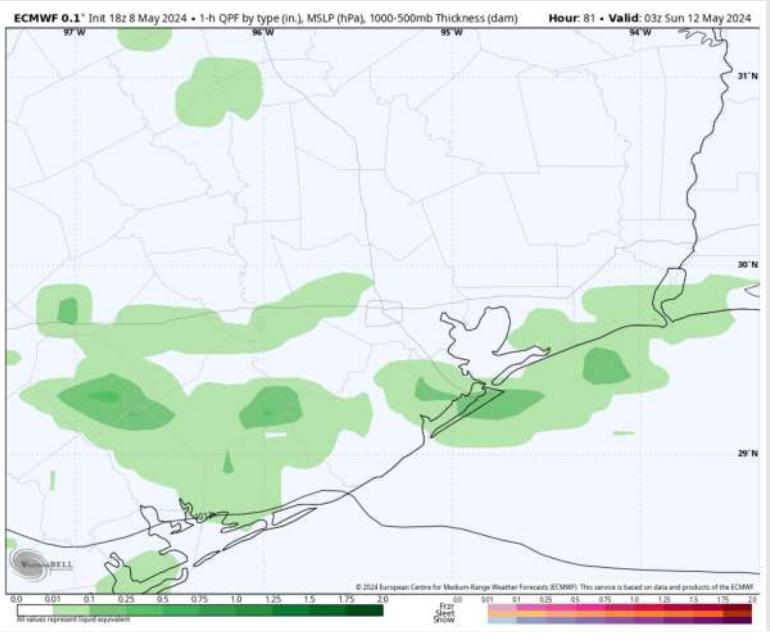 ECMWF 0.1° Init 18z 8 May 2024 • 1-h QPF by type (in.), MSLP (hPa), 1000-500mb Thickness (dam) Hour: 81 • Valid: 03z Sun 12 May 2024
97°W 96°W 95°W 94°W
31°N
30°N
29°N
WeatherBELL
© 2024 European Centre for Medium-Range Weather Forecasts (ECMWF). This service is based on data and products of the ECMWF
0.0 0.01 0.1 0.25 0.5 1.0 1.25 1.5 1.75 2.0 0.0 0.01 0.1 0.25 0.5 1.0 1.25 1.5 1.75 2.0
All values represent liquid equivalent
Frzr
Sleet
Snow